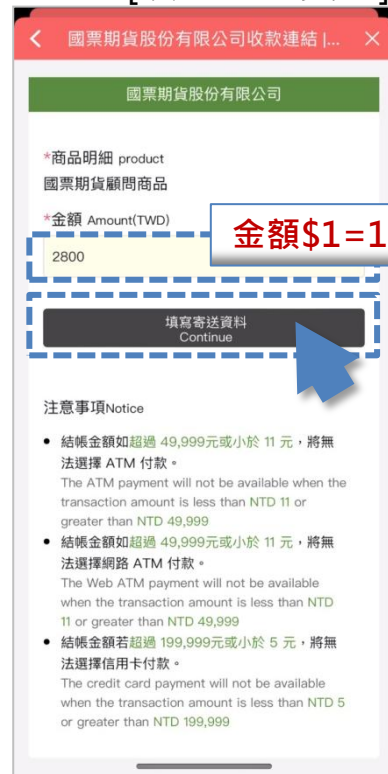 國票期貨股份有限公司收款連結 |...
國票期貨股份有限公司
*商品明細 product
國票期貨顧問商品
*金額 Amount(TWD)
金額$1=1
2800
填寫寄送資料
Continue
注意事項Notice
• 結帳金額如超過 49,999元或小於 11 元,將無
法選擇 ATM 付款。
The ATM payment will not be available when the
transaction amount is less than NTD 11 or
greater than NTD 49,999
• 結帳金額如超過 49,999元或小於 11 元,將無
法選擇網路 ATM 付款。
The Web ATM payment will not be available
when the transaction amount is less than NTD
11 or greater than NTD 49,999
• 結帳金額若超過 199,999元或小於 5 元,將無
法選擇信用卡付款。
The credit card payment will not be available
when the transaction amount is less than NTD 5
or greater than NTD 199,999